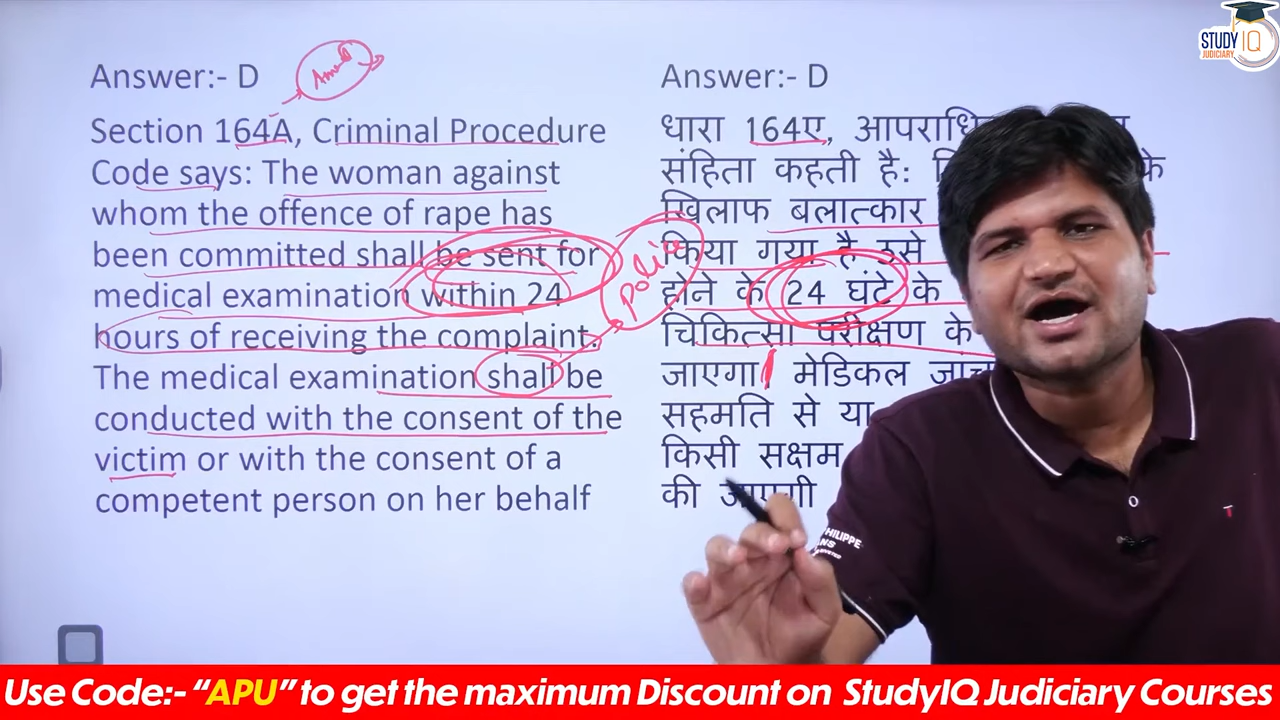 STUDY IQ
JUDICIARY
Answer:- D
Section 164A, Criminal Procedure
Code says: The woman against
whom the offence of rape has
been committed shall be sent for
medical examination within 24
hours of receiving the complaint.
The medical examination shall be
conducted with the consent of the
victim or with the consent of a
competent person on her behalf
Police
Answer:- D
धारा 164ए,
संहिता कहती है: के
खिलाफ बलात्कार
किया गया है उसे
होने के 24 घंटे के
चिकित्सा परीक्षण के
जाएगा। मेडिकल जांच
सहमति से या
किसी सक्षम
की जाएगी
PHILIPPE
Use Code:- “APU” to get the maximum Discount on StudyIQ Judiciary Courses